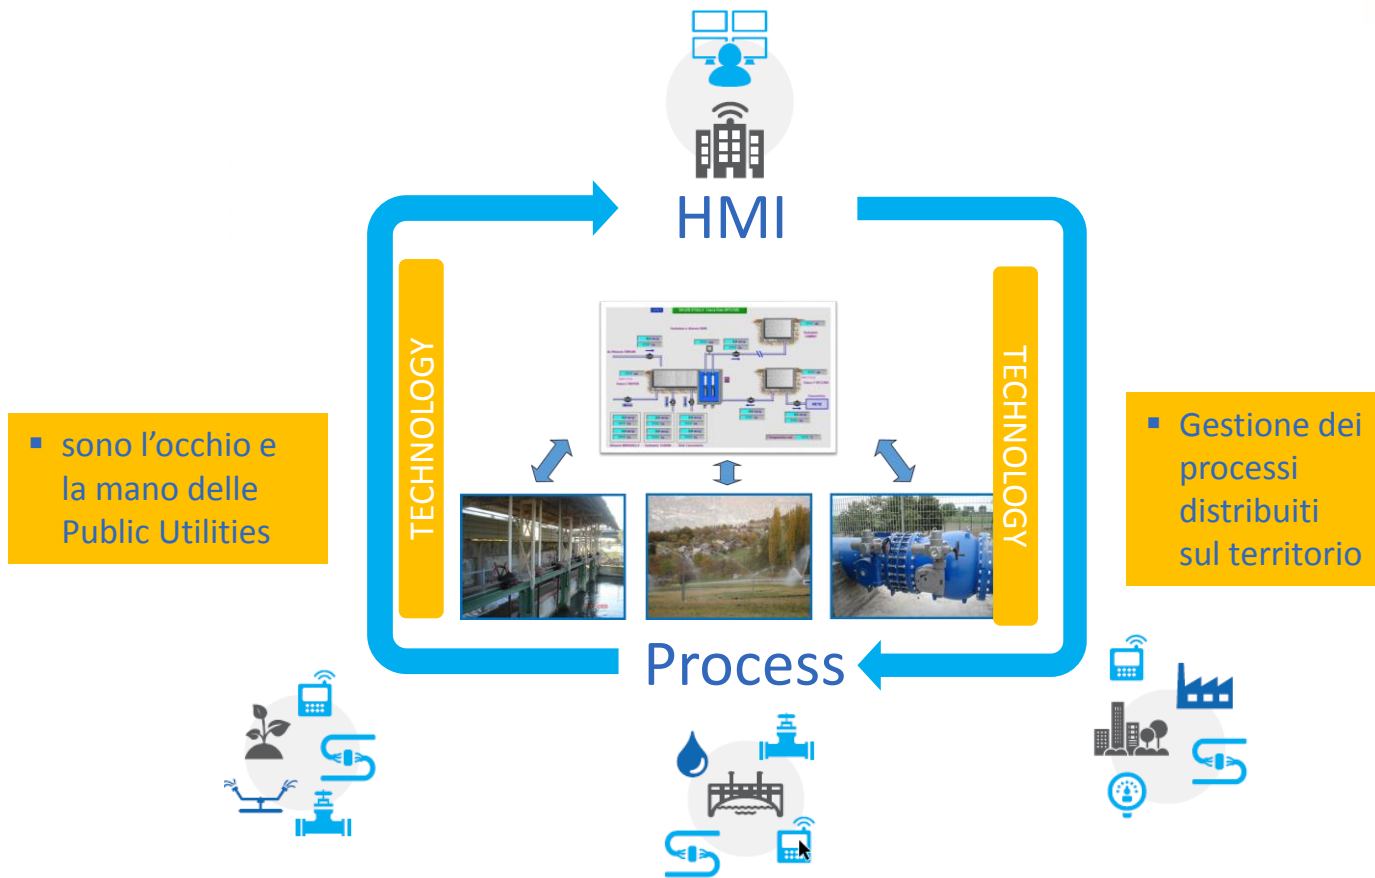 HMI
TECHNOLOGY
TECHNOLOGY
▪ sono l’occhio e
la mano delle
Public Utilities
▪ Gestione dei
processi
distribuiti
sul territorio
Process